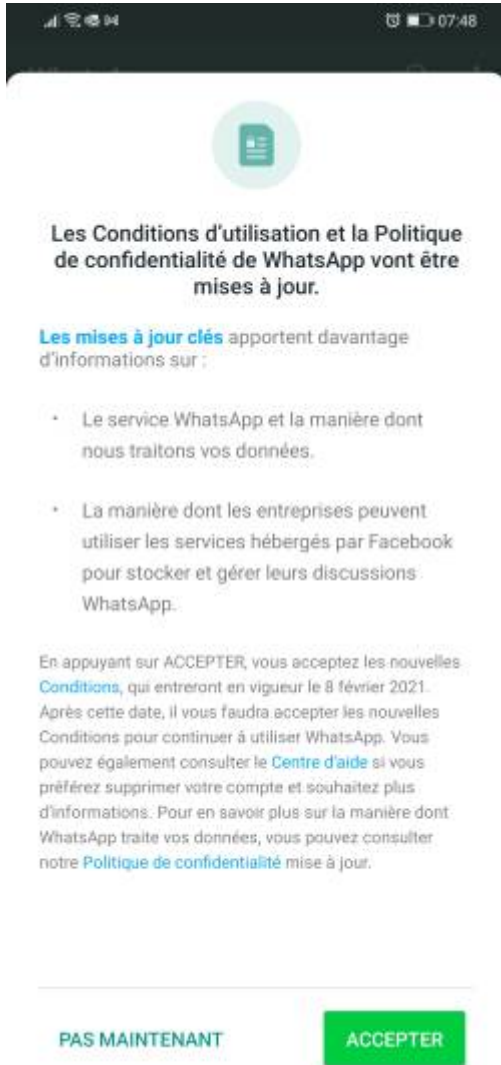 07:48
Les Conditions d'utilisation et la Politique
de confidentialité de WhatsApp vont être
mises à jour.
Les mises à jour clés apportent davantage
d'informations sur :
· Le service WhatsApp et la manière dont
nous traitons vos données.
· La manière dont les entreprises peuvent
utiliser les services hébergés par Facebook
pour stocker et gérer leurs discussions
WhatsApp.
En appuyant sur ACCEPTER, vous acceptez les nouvelles
Conditions, qui entreront en vigueur le 8 février 2021.
Après cette date, il vous faudra accepter les nouvelles
Conditions pour continuer à utiliser WhatsApp. Vous
pouvez également consulter le Centre d'aide si vous
préférez supprimer votre compte et souhaitez plus
d'informations. Pour en savoir plus sur la manière dont
WhatsApp traite vos données, vous pouvez consulter
notre Politique de confidentialité mise à jour.
PAS MAINTENANT
ACCEPTER